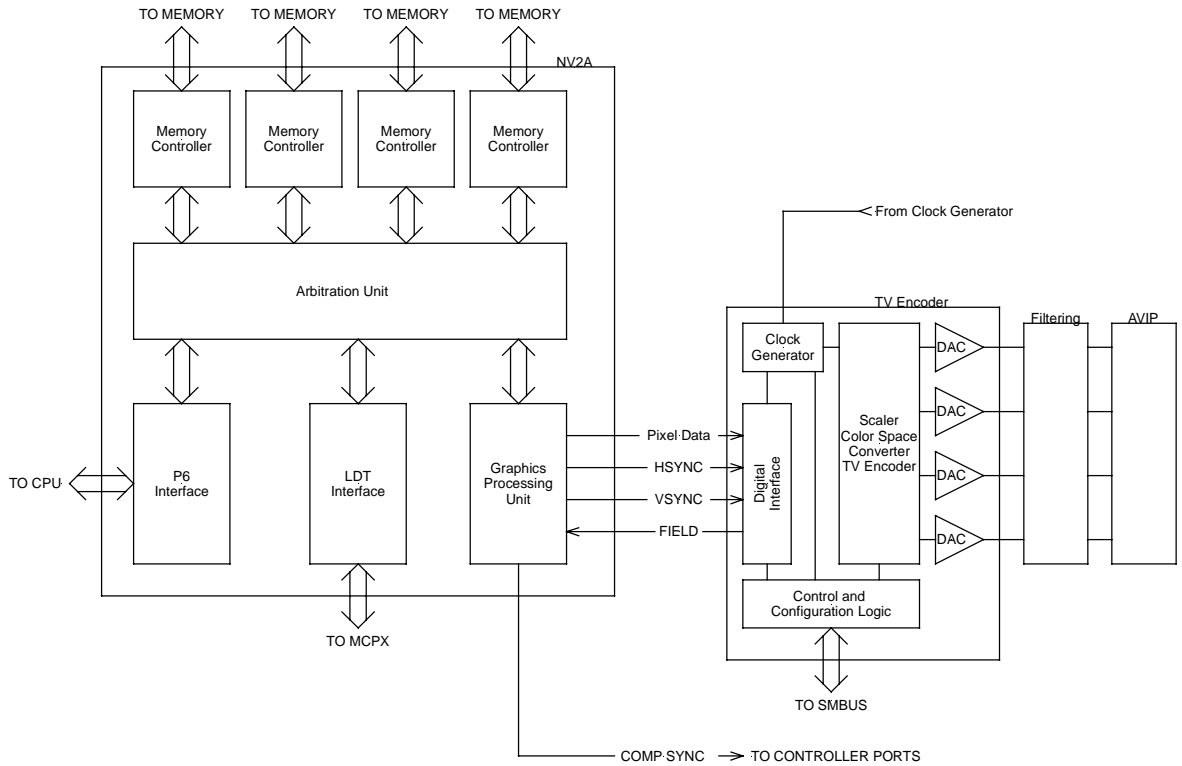 TO MEMORY
TO MEMORY
TO MEMORY
TO MEMORY
NV2A
Memory
Controller
Memory
Controller
Memory
Controller
Memory
Controller
Arbitration Unit
P6
Interface
LDT
Interface
Graphics
Processing
Unit
TO CPU
TO MCPX
Pixel Data
HSYNC
VSYNC
FIELD
From Clock Generator
TV Encoder
Clock
Generator
Digital
Interface
Scaler
Color Space
Converter
TV Encoder
DAC
DAC
DAC
DAC
Control and
Configuration Logic
Filtering
AVIP
TO SMBUS
COMP SYNC
TO CONTROLLER PORTS